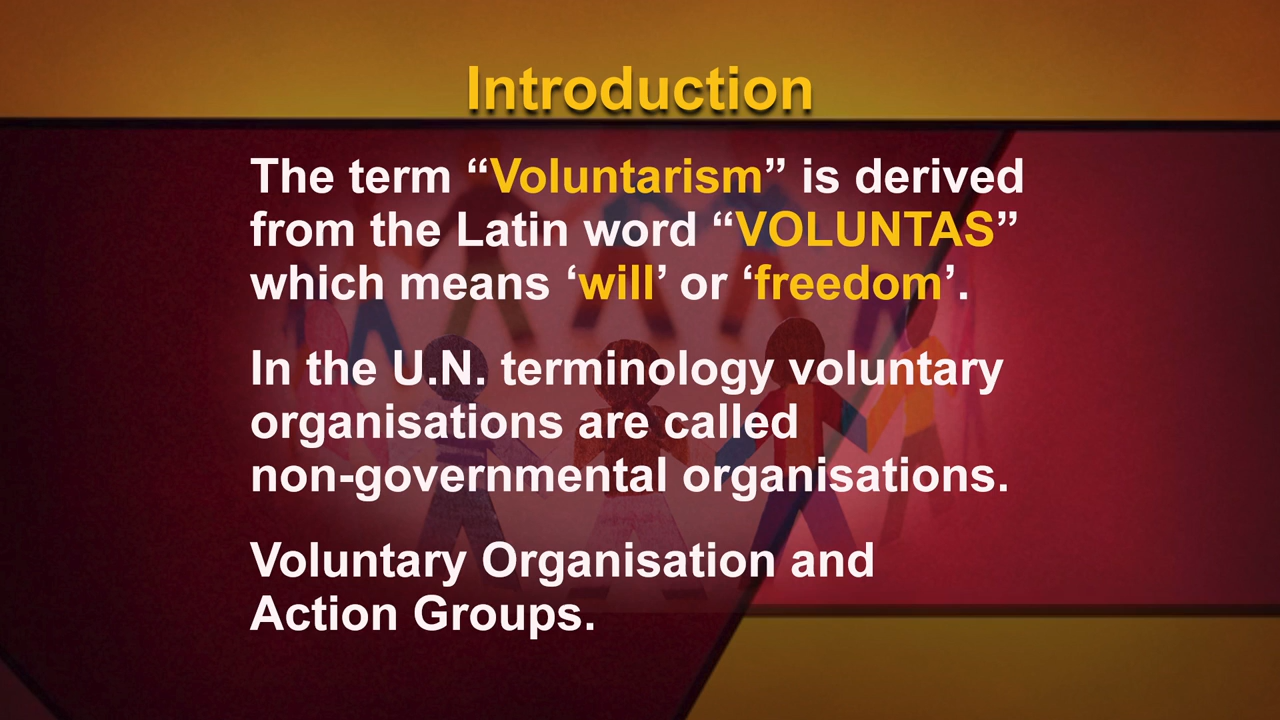 Introduction
The term “Voluntarism” is derived
from the Latin word “VOLUNTAS”
which means ‘will’ or ‘freedom’.
In the U.N. terminology voluntary
organisations are called
non-governmental organisations.
Voluntary Organisation and
Action Groups.